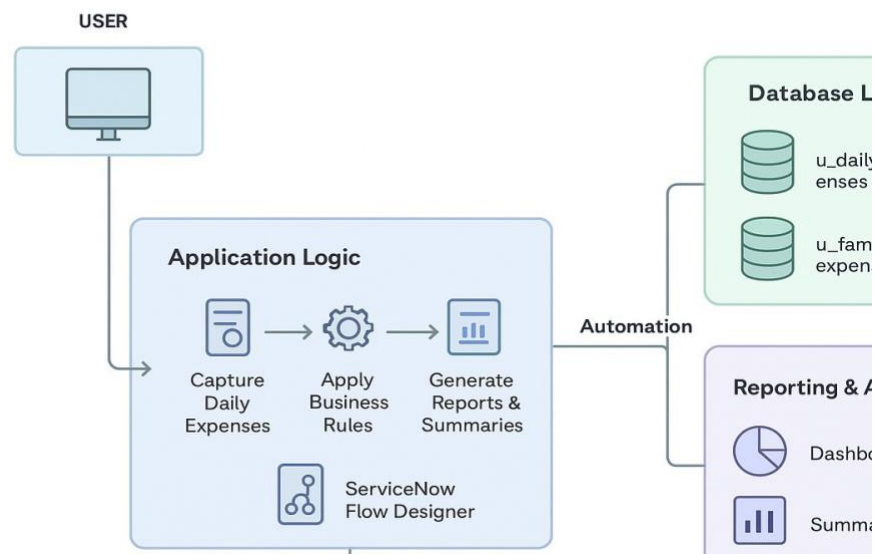 USER
Application Logic
Capture
Daily
Expenses
Apply
Business
Rules
Generate
Reports &
Summaries
ServiceNow
Flow Designer
Automation
Database
u_daily
enses
u_fam
expen
Reporting &
Dashbo
Summa